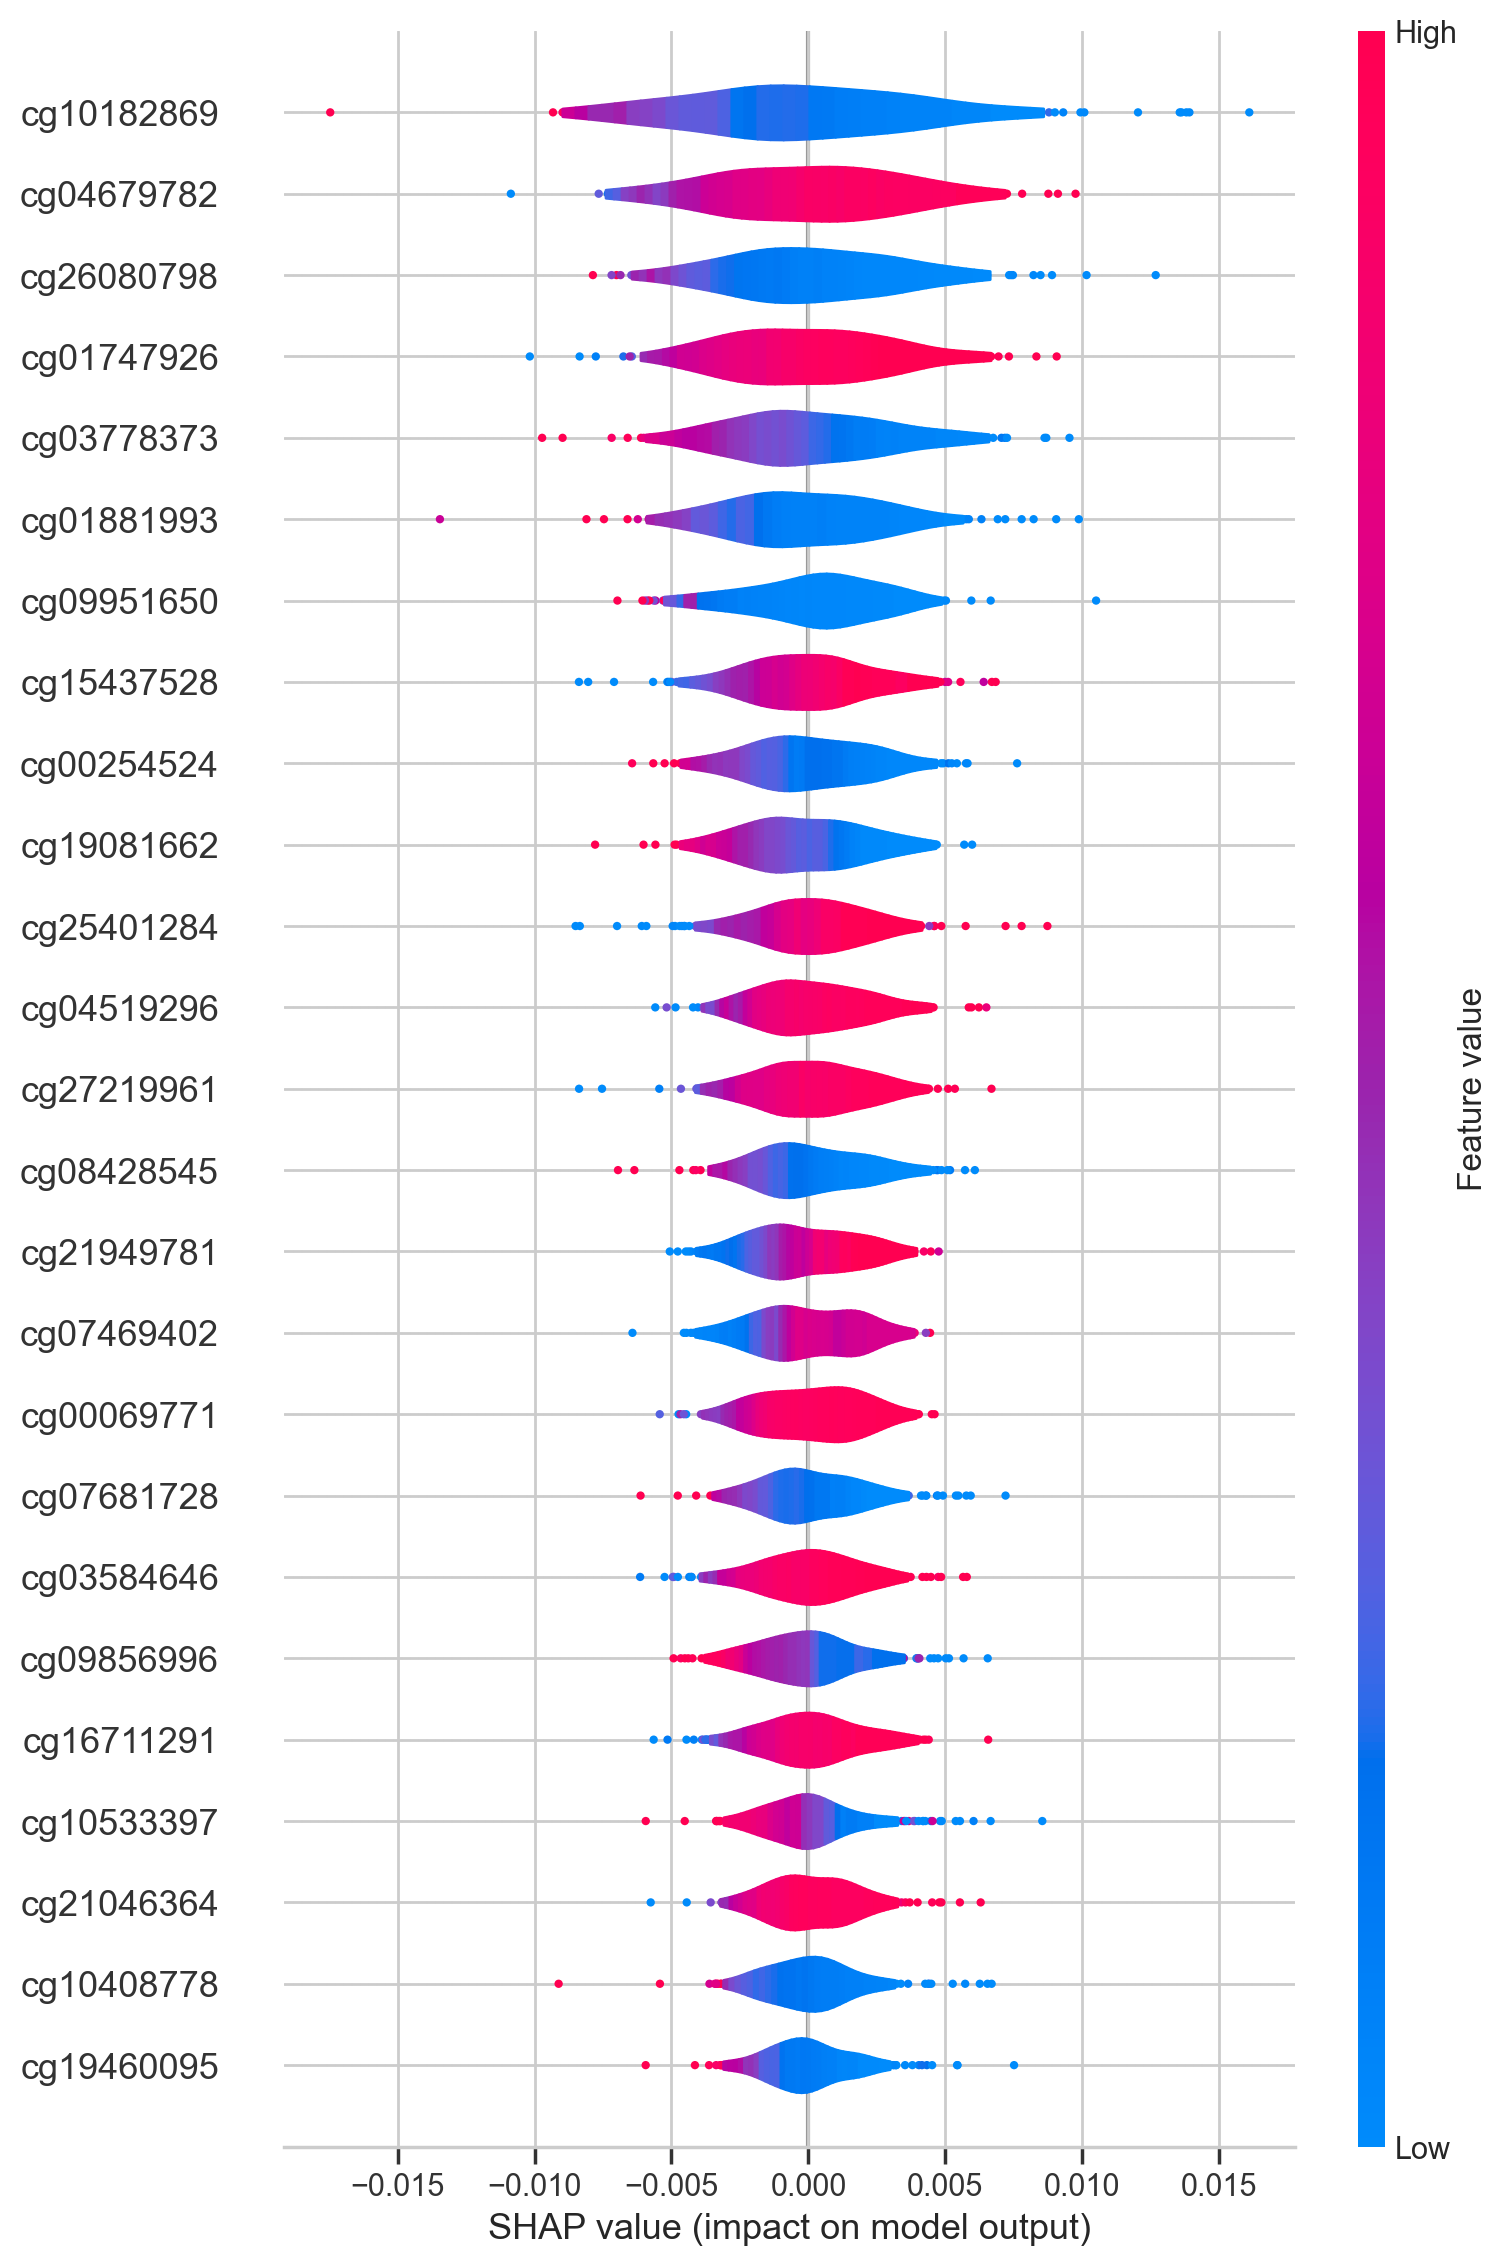 High
cg10182869
cg04679782
cg26080798
cg01747926
cg03778373
cg01881993
cg09951650
cg15437528
cg00254524
cg19081662
cg25401284
cg04519296
cg27219961
cg08428545
cg21949781
cg07469402
cg00069771
cg07681728
cg03584646
cg09856996
cg16711291
cg10533397
cg21046364
cg10408778
cg19460095
Feature value
Low
−0.015 −0.010 −0.005 0.000 0.005 0.010 0.015
SHAP value (impact on model output)